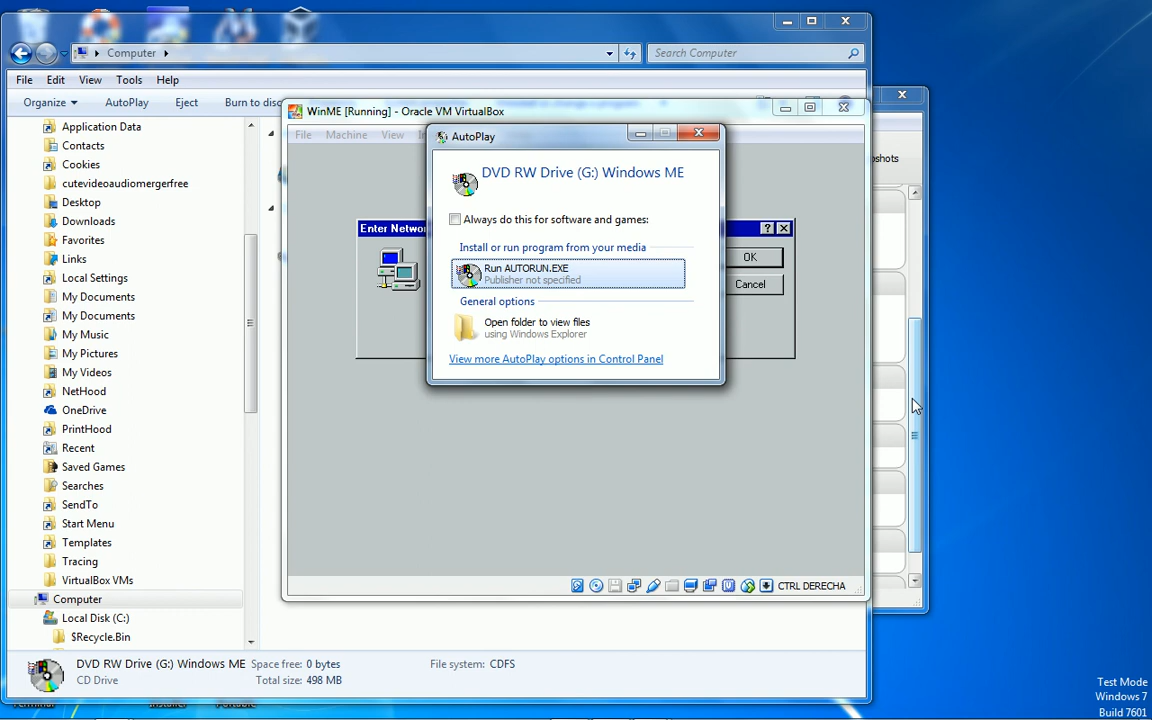 Computer
Search Computer
File Edit View Tools Help
Organize AutoPlay Eject Burn to disc
Application Data
Contacts
Cookies
cutevideoaudiomergerfree
Desktop
Downloads
Favorites
Links
Local Settings
My Documents
My Documents
My Music
My Pictures
My Videos
NetHood
OneDrive
PrintHood
Recent
Saved Games
Searches
SendTo
Start Menu
Templates
Tracing
VirtualBox VMs
Computer
Local Disk (C:)
$Recycle.Bin
DVD RW Drive (G:) Windows ME Space free: 0 bytes File system: CDFS
CD Drive Total size: 498 MB
WinME [Running] - Oracle VM VirtualBox
File Machine View
Enter Netwo
OK
Cancel
CTRL DERECHA
AutoPlay
DVD RW Drive (G:) Windows ME
Always do this for software and games:
Install or run program from your media
Run AUTORUN.EXE
Publisher not specified
General options
Open folder to view files
using Windows Explorer
View more AutoPlay options in Control Panel
pshots
Test Mode
Windows 7
Build 7601